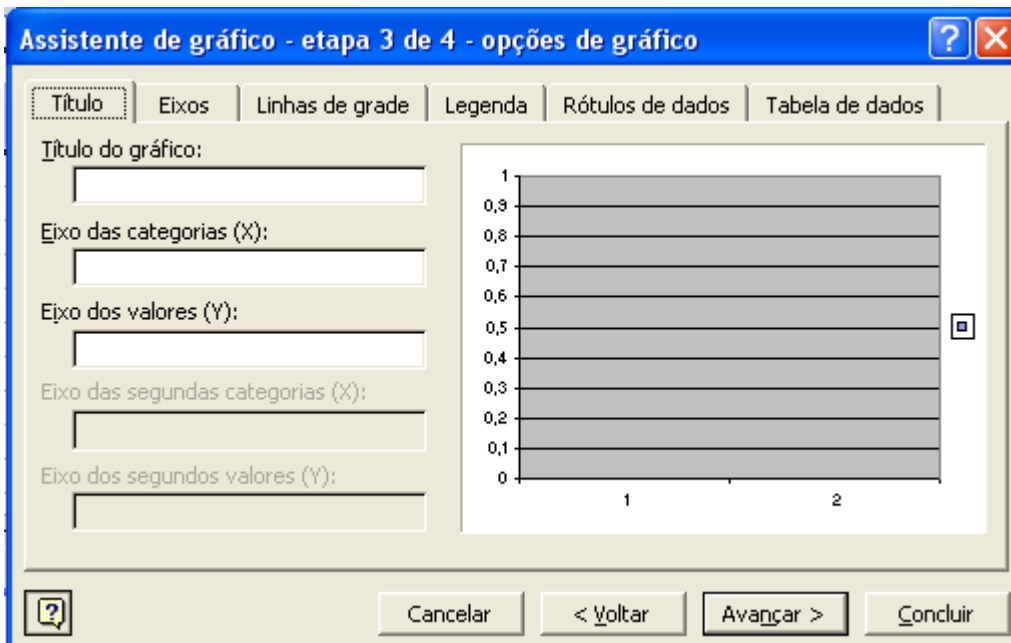 Assistente de gráfico - etapa 3 de 4 - opções de gráfico
?
Título Eixos Linhas de grade Legenda Rótulos de dados Tabela de dados
Título do gráfico:
Eixo das categorias (X):
Eixo dos valores (Y):
Eixo das segundas categorias (X):
Eixo dos segundos valores (Y):
1
0,9
0,8
0,7
0,6
0,5
0,4
0,3
0,2
0,1
0
1 2
? Cancelar < Voltar Avançar > Concluir